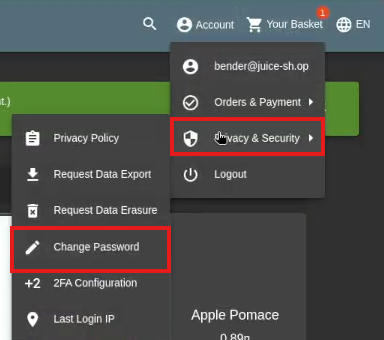 1
Account
Your Basket
EN
bender@juice-sh.op
t.)
Orders & Payment
Privacy Policy
Privacy & Security
Request Data Export
Logout
Request Data Erasure
Change Password
+2 2FA Configuration
Last Login IP
Apple Pomace
0.89¤